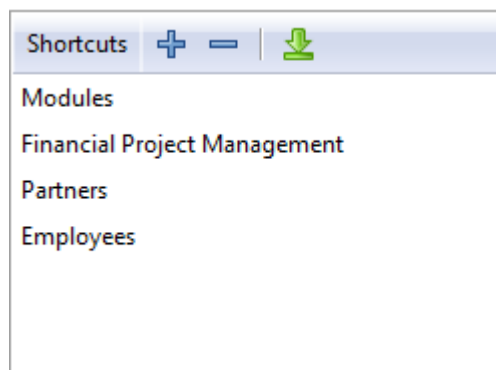 Shortcuts
Modules
Financial Project Management
Partners
Employees